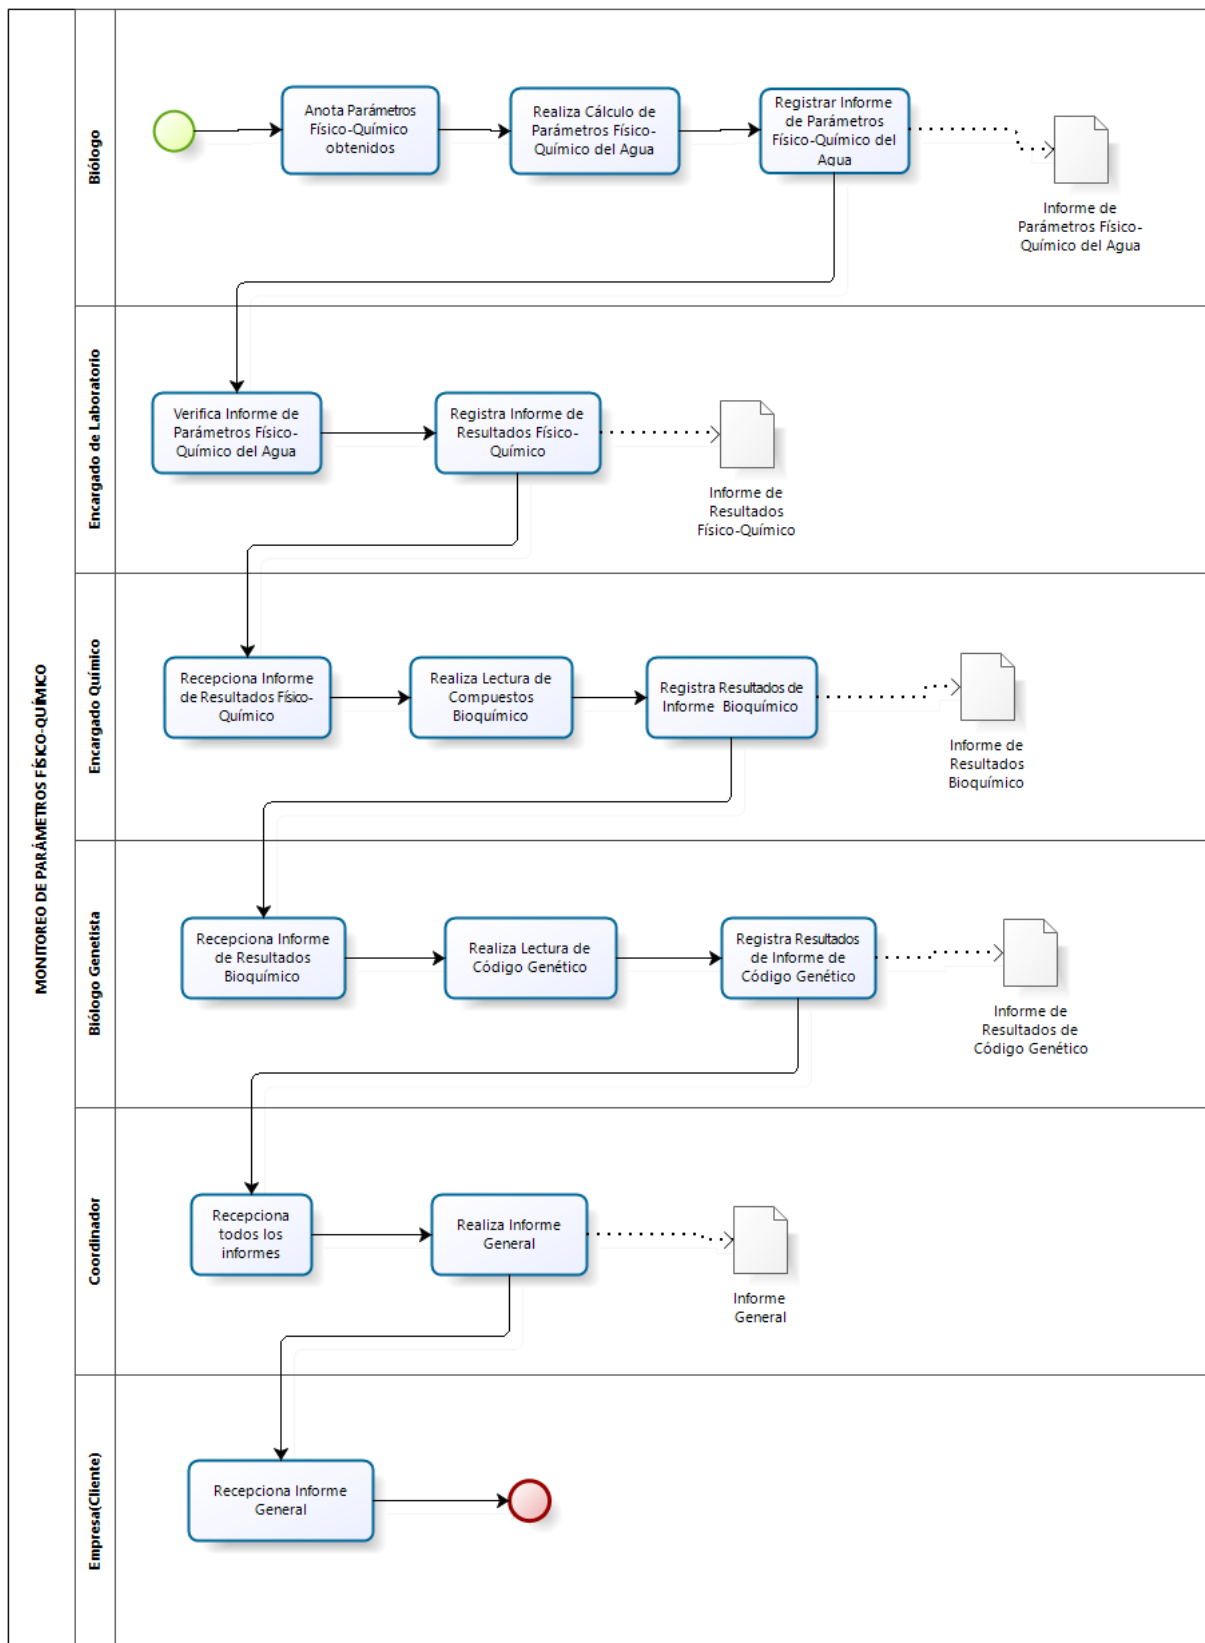 MONITOREO DE PARÁMETROS FÍSICO-QUÍMICO
Biólogo
Anota Parámetros
Físico-Químico
obtenidos
Realiza Cálculo de
Parámetros Físico-
Químico del Agua
Registrar Informe
de Parámetros
Físico-Químico del
Agua
Informe de
Parámetros Físico-
Químico del Agua
Encargado de Laboratorio
Verifica Informe de
Parámetros Físico-
Químico del Agua
Registra Informe de
Resultados Físico-
Químico
Informe de
Resultados
Físico-Químico
Encargado Químico
Recepciona Informe
de Resultados Físico-
Químico
Realiza Lectura de
Compuestos
Bioquímico
Registra Resultados de
Informe Bioquímico
Informe de
Resultados
Bioquímico
Biólogo Genetista
Recepciona Informe
de Resultados
Bioquímico
Realiza Lectura de
Código Genético
Registra Resultados
de Informe de
Código Genético
Informe de
Resultados de
Código Genético
Coordinador
Recepciona
todos los
informes
Realiza Informe
General
Informe
General
Empresa(Cliente)
Recepciona Informe
General